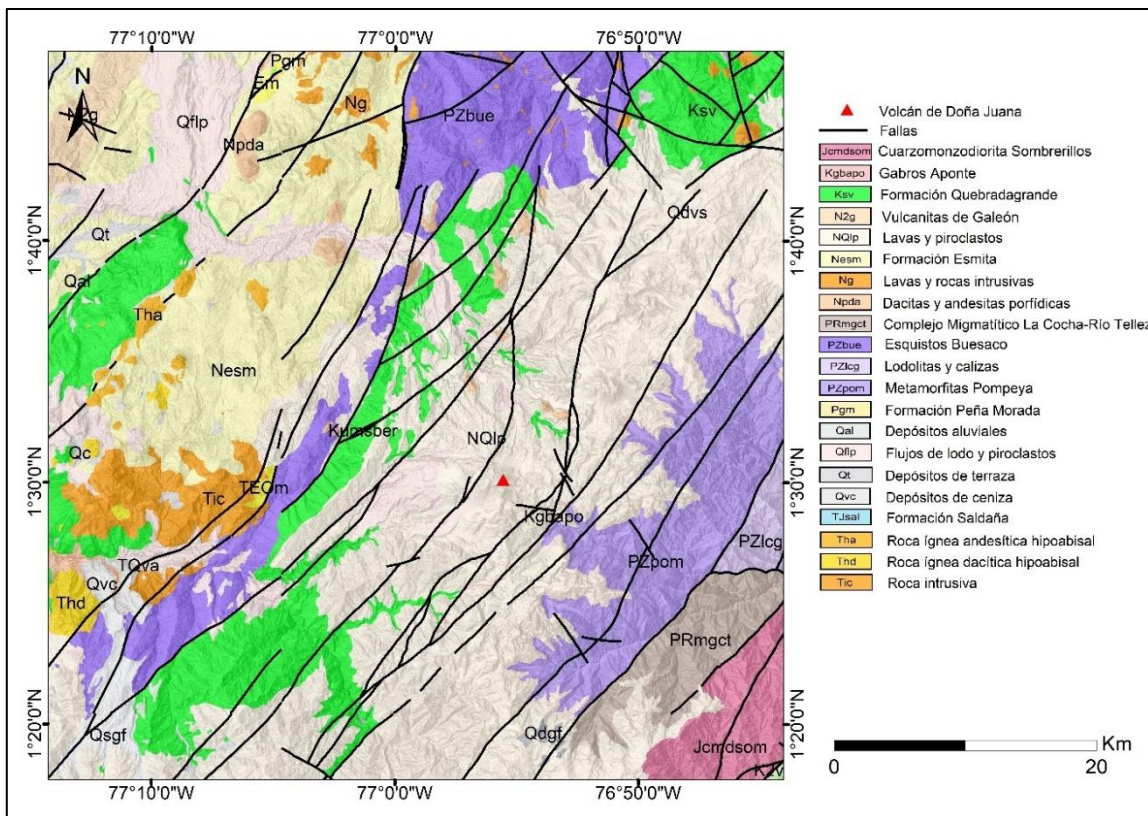 77°10'0"W
77°0'0"W
76°50'0"W
N
N2g
Qflp
Pgm
Em
Ng
Npda
PZbue
Ksv
1°40'0"N
Qt
Qal
Tha
Qdvs
1°40'0"N
Nesm
Kumsber
NQlp
1°30'0"N
Qc
Tic
TEOm
Kgbapo
1°30'0"N
TQva
Qvc
Thd
PZpom
PZlcg
PRmgct
1°20'0"N
Qsgf
Qdgf
Jcmdsom
1°20'0"N
77°10'0"W
77°0'0"W
76°50'0"W
Volcán de Doña Juana
Fallas
Jcmdsom Cuarzomonzodiorita Sombrerillos
Kgbapo Gabros Aponte
Ksv Formación Quebradagrande
N2g Vulcanitas de Galeón
NQlp Lavas y piroclastos
Nesm Formación Esmita
Ng Lavas y rocas intrusivas
Npda Dacitas y andesitas porfídicas
PRmgct Complejo Migmatítico La Cocha-Río Tellez
PZbue Esquistos Buesaco
PZlcg Lodolitas y calizas
PZpom Metamorfitas Pompeya
Pgm Formación Peña Morada
Qal Depósitos aluviales
Qflp Flujos de lodo y piroclastos
Qt Depósitos de terraza
Qvc Depósitos de ceniza
TJsal Formación Saldaña
Tha Roca ígnea andesítica hipoabisal
Thd Roca ígnea dacítica hipoabisal
Tic Roca intrusiva
Km
0 20